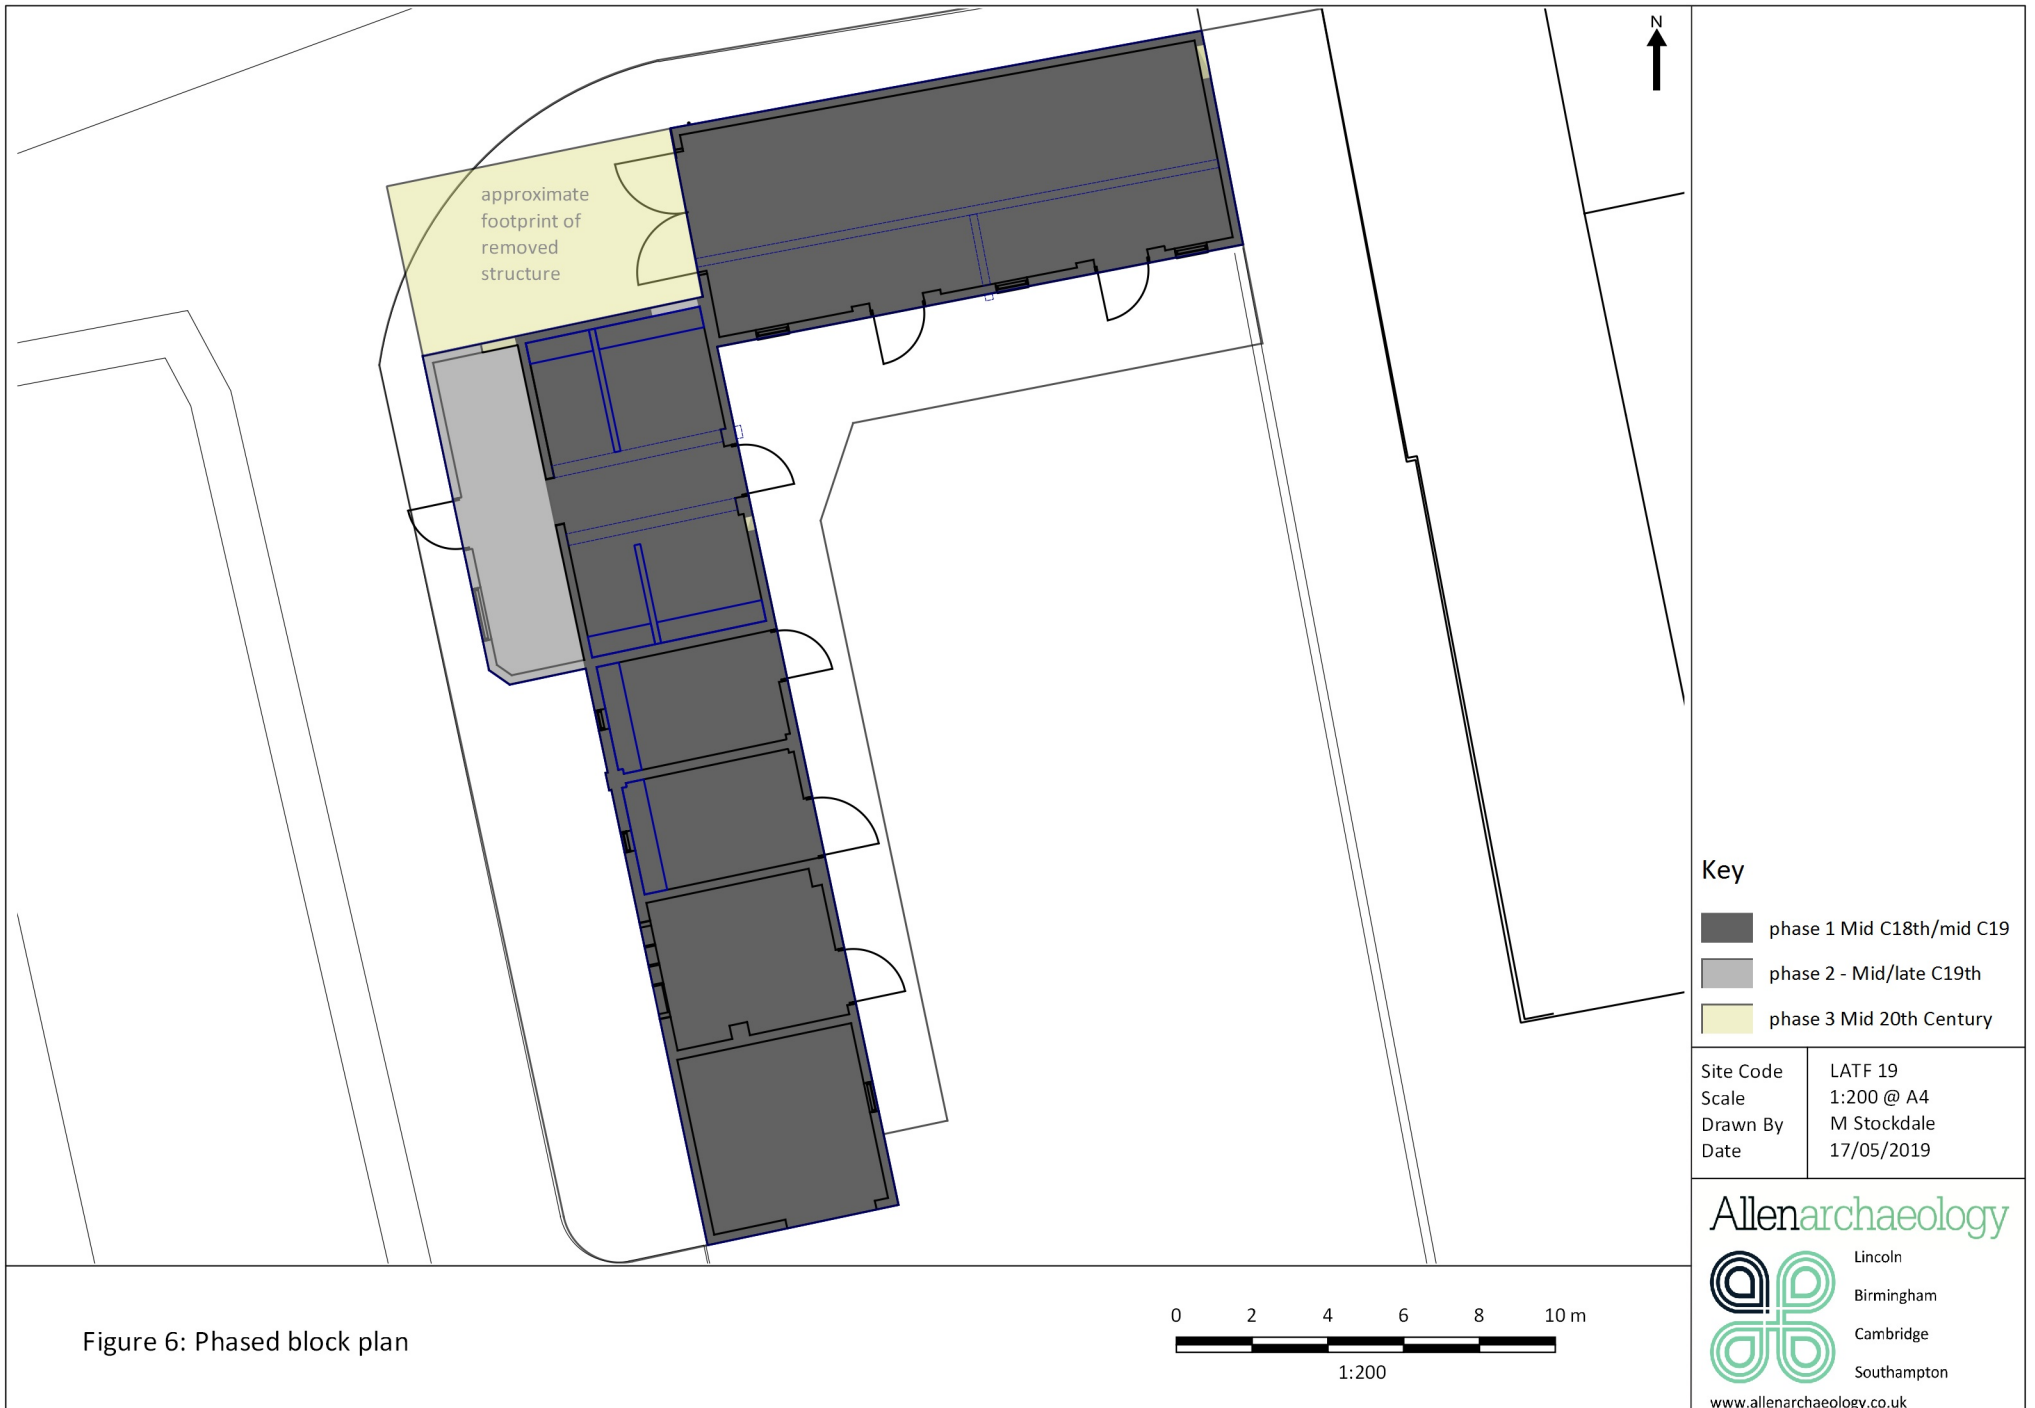 N
approximate
footprint of
removed
structure
Key
phase 1 Mid C18th/mid C19
phase 2 - Mid/late C19th
phase 3 Mid 20th Century
Site Code LATF 19
Scale 1:200 @ A4
Drawn By M Stockdale
Date 17/05/2019
Allenarchaeology
Lincoln
Birmingham
Cambridge
Southampton
www.allenarchaeology.co.uk
Figure 6: Phased block plan
0 2 4 6 8 10 m
1:200